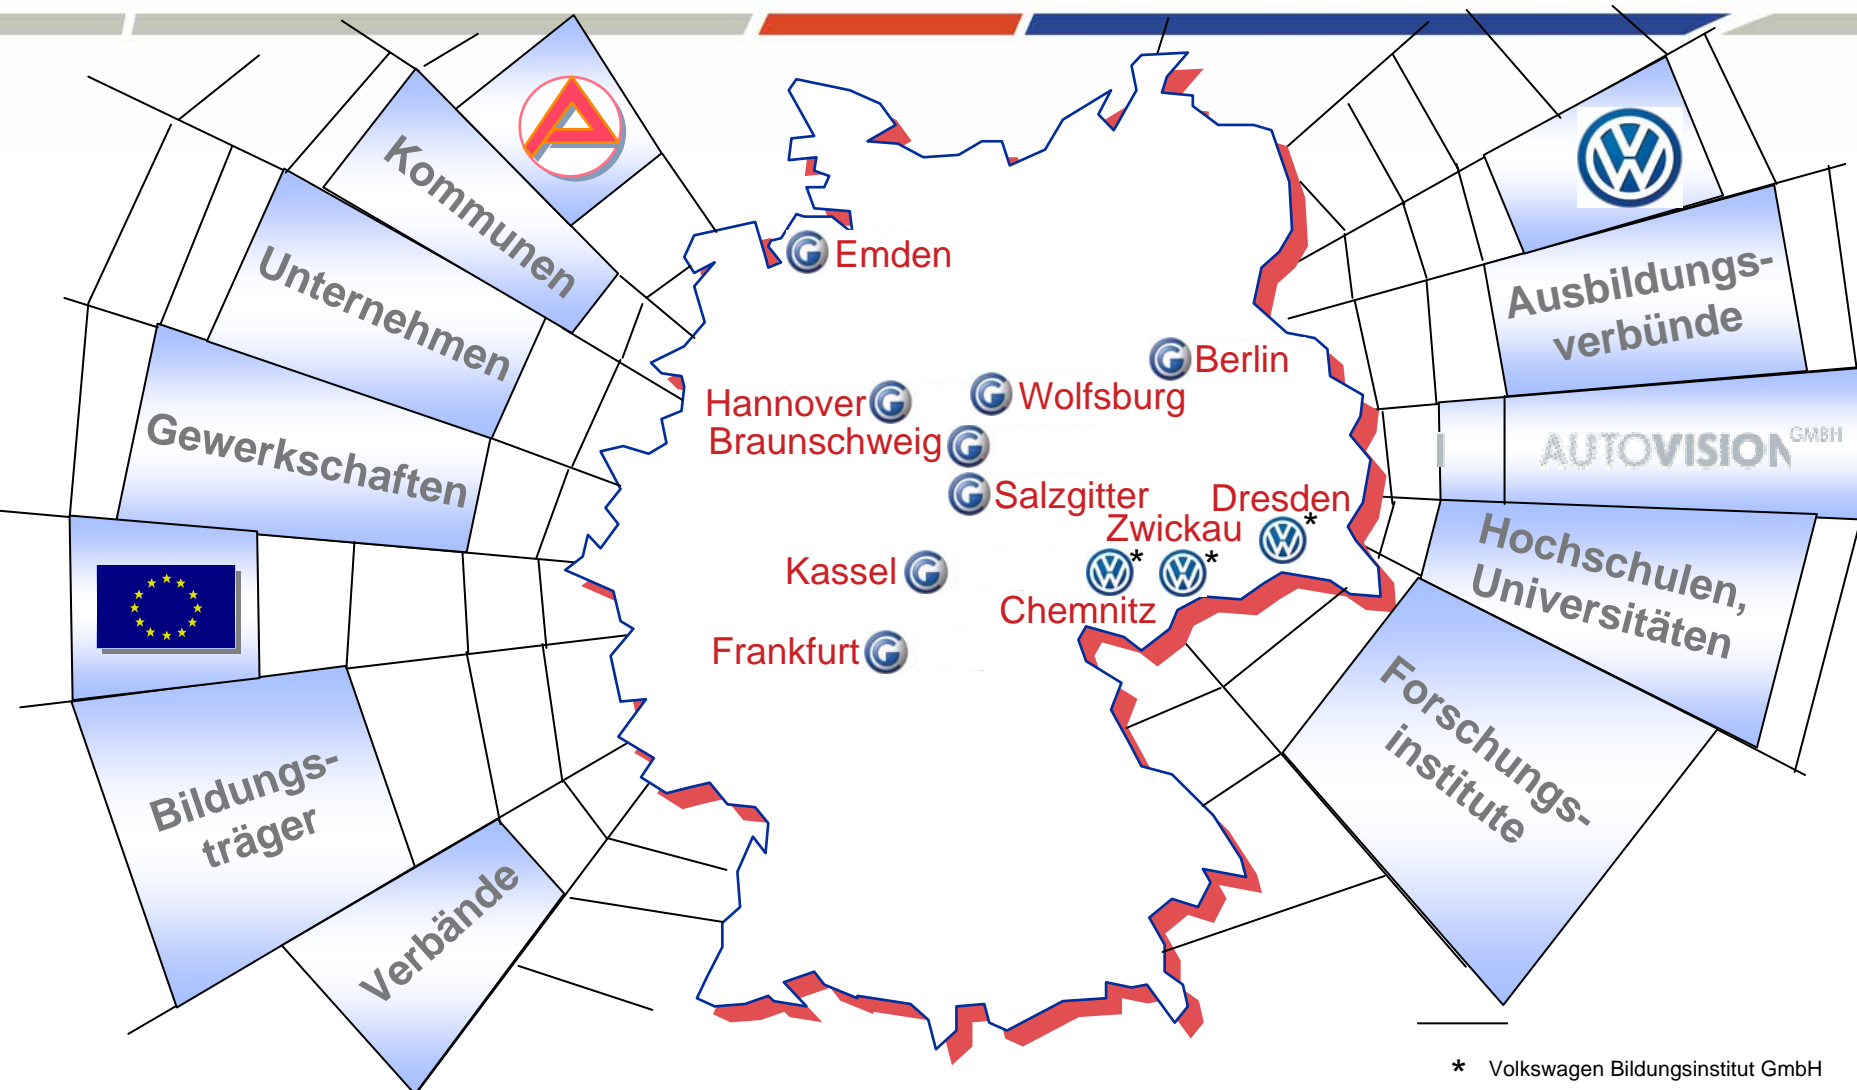 Kommunen
Unternehmen
Gewerkschaften
Bildungs-
träger
Verbände
Emden
Berlin
Hannover
Wolfsburg
Braunschweig
Salzgitter
Dresden
*
Zwickau
*
*
Kassel
Chemnitz
Frankfurt
Ausbildungs-
verbünde
AUTOVISION GMBH
Hochschulen,
Universitäten
Forschungs-
institute
* Volkswagen Bildungsinstitut GmbH